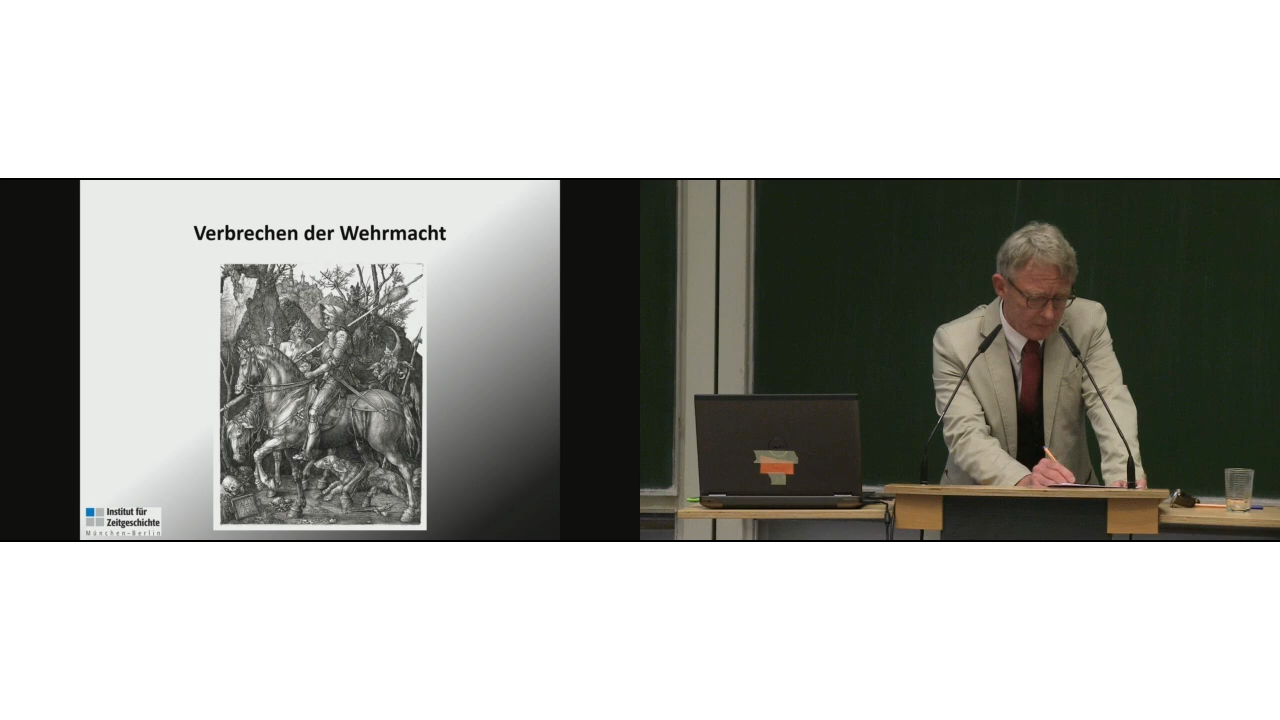 Verbrechen der Wehrmacht
Institut für
Zeitgeschichte
München-Berlin